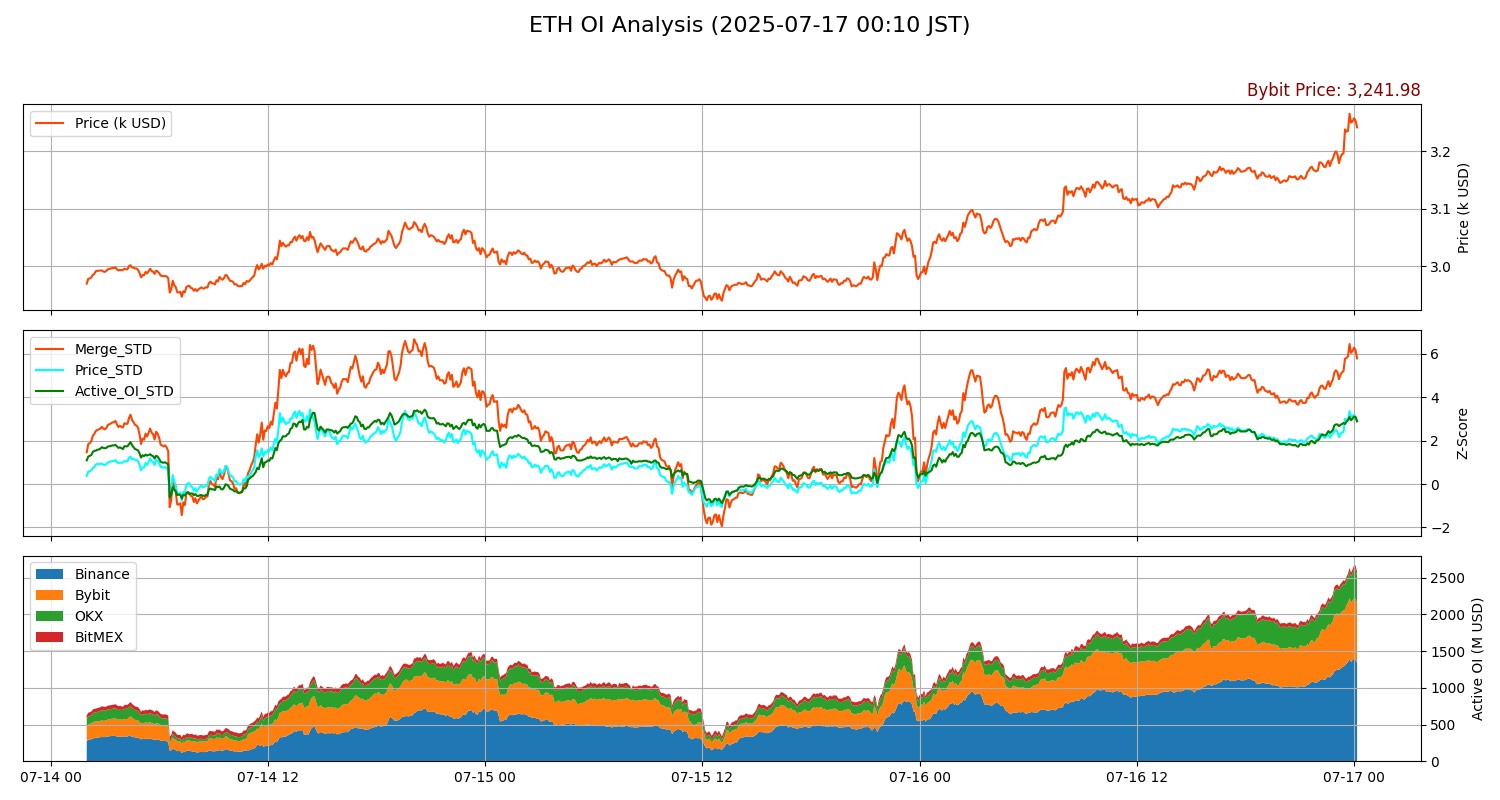 ETH OI Analysis (2025-07-17 00:10 JST)
Bybit Price: 3,241.98
Price (k USD)
3.2
3.1
3.0
Price (k USD)
Merge_STD
Price_STD
Active_OI_STD
6
4
2
0
−2
Z-Score
Binance
Bybit
OKX
BitMEX
2500
2000
1500
1000
500
0
Active OI (M USD)
07-14 00
07-14 12
07-15 00
07-15 12
07-16 00
07-16 12
07-17 00